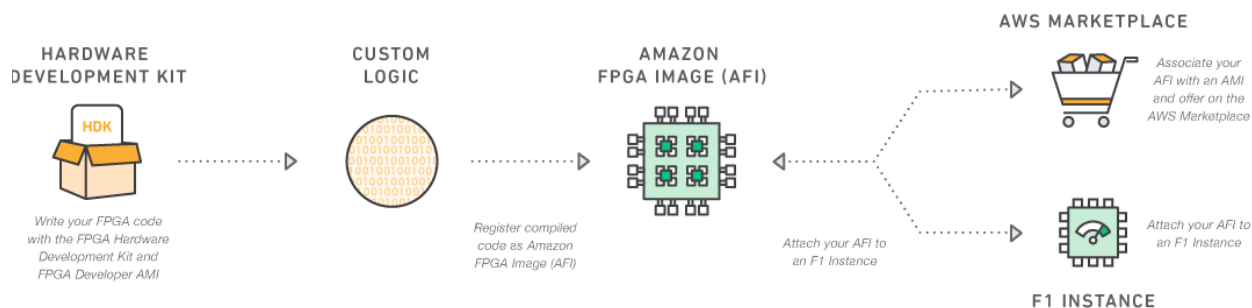 HARDWARE
DEVELOPMENT KIT
HDK
Write your FPGA code
with the FPGA Hardware
Development Kit and
FPGA Developer AMI
CUSTOM
LOGIC
010010100101
Register compiled
code as Amazon
FPGA Image (AFI)
AMAZON
FPGA IMAGE (AFI)
Attach your AFI to
an F1 Instance
AWS MARKETPLACE
Associate your
AFI with an AMI
and offer on the
AWS Marketplace
Attach your AFI to
an F1 Instance
F1 INSTANCE